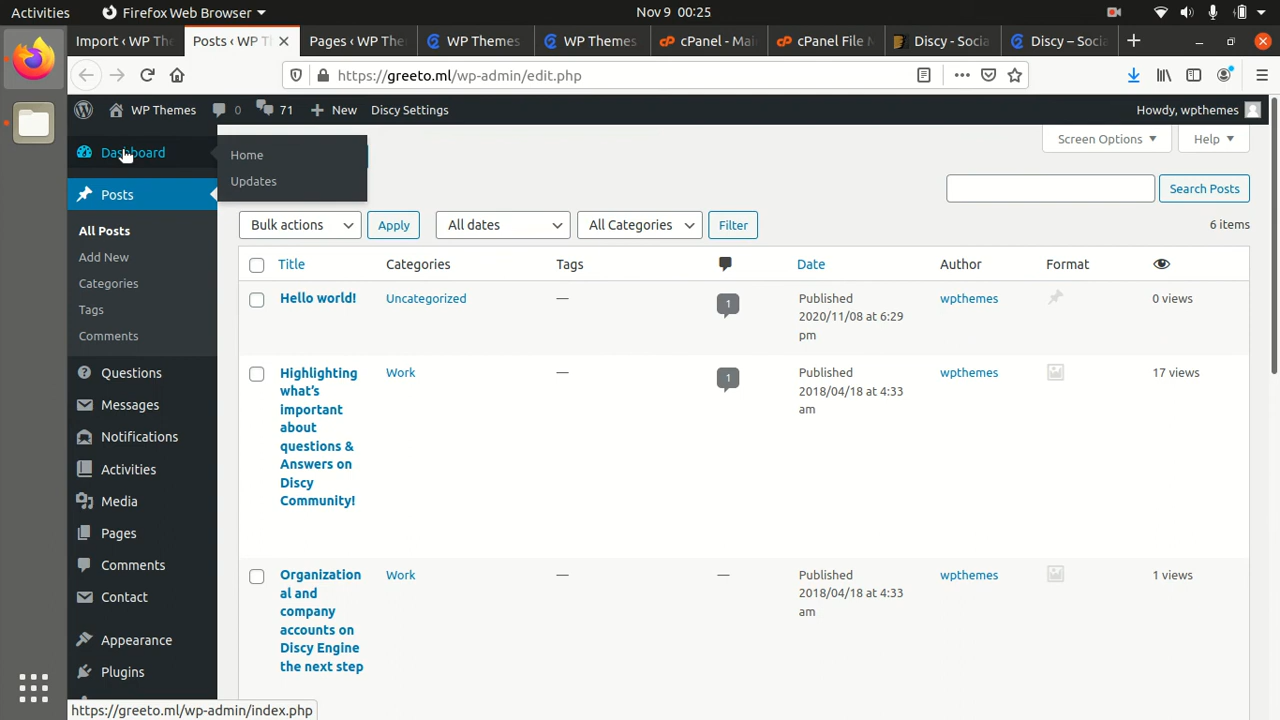 Activities
Firefox Web Browser
Nov 9 00:25
Import ‹ WP The
Posts ‹ WP T
Pages ‹ WP The
WP Themes
WP Themes
cPanel - Mai
cPanel File M
Discy - Socia
Discy – Socia
https://greeto.ml/wp-admin/edit.php
WP Themes
0
71
New
Discy Settings
Howdy, wpthemes
Dashboard
Home
Updates
Screen Options
Help
Posts
All Posts
Add New
Categories
Tags
Comments
Questions
Messages
Notifications
Activities
Media
Pages
Comments
Contact
Appearance
Plugins
Search Posts
Bulk actions
Apply
All dates
All Categories
Filter
6 items
Title
Categories
Tags
Date
Author
Format
Hello world!
Uncategorized
—
1
Published
2020/11/08 at 6:29
pm
wpthemes
0 views
Highlighting
what's
important
about
questions &
Answers on
Discy
Community!
Work
—
1
Published
2018/04/18 at 4:33
am
wpthemes
17 views
Organization
al and
company
accounts on
Discy Engine
the next step
Work
—
—
Published
2018/04/18 at 4:33
am
wpthemes
1 views
https://greeto.ml/wp-admin/index.php